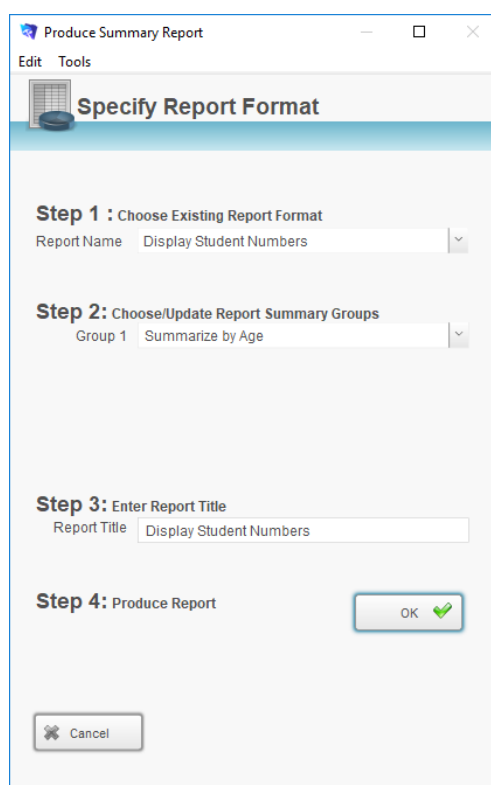 Produce Summary Report
Edit Tools
Specify Report Format
Step 1 : Choose Existing Report Format
Report Name Display Student Numbers
Step 2: Choose/Update Report Summary Groups
Group 1 Summarize by Age
Step 3: Enter Report Title
Report Title Display Student Numbers
Step 4: Produce Report
OK
Cancel